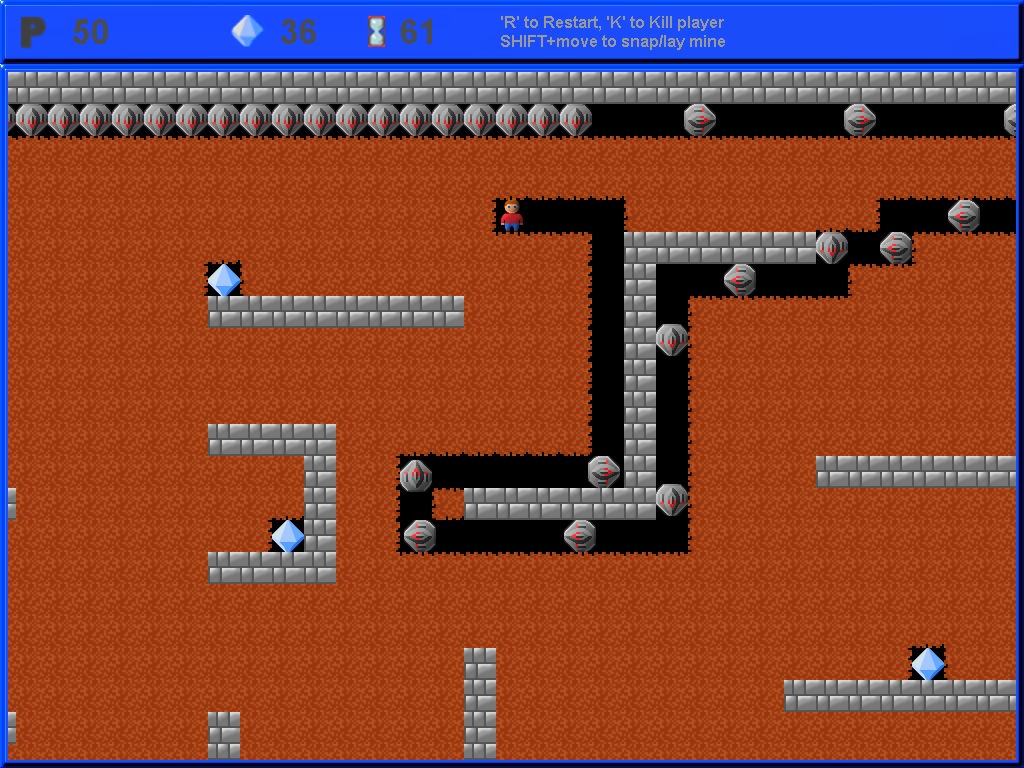 P 50 36 61
'R' to Restart, 'K' to Kill player
SHIFT+move to snap/lay mine